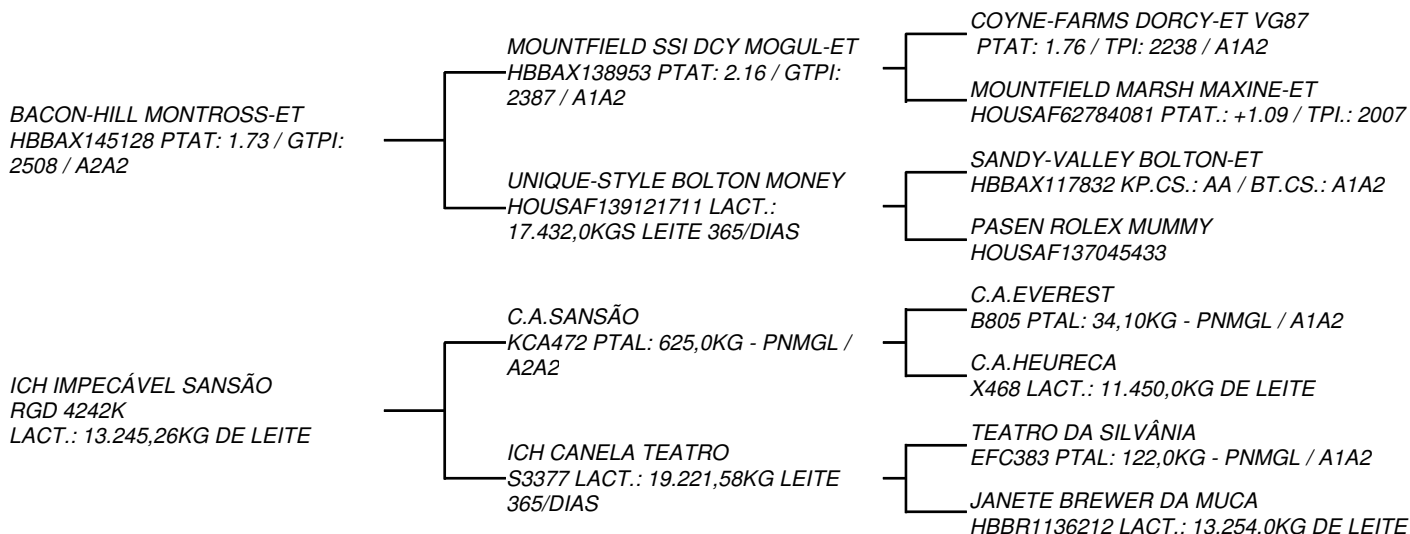 BACON-HILL MONTROSS-ET
HBBAX145128 PTAT: 1.73 / GTPI:
2508 / A2A2
MOUNTFIELD SSI DCY MOGUL-ET
HBBAX138953 PTAT: 2.16 / GTPI:
2387 / A1A2
COYNE-FARMS DORCY-ET VG87
PTAT: 1.76 / TPI: 2238 / A1A2
MOUNTFIELD MARSH MAXINE-ET
HOUSAF62784081 PTAT.: +1.09 / TPI.: 2007
UNIQUE-STYLE BOLTON MONEY
HOUSAF139121711 LACT.:
17.432,0KGS LEITE 365/DIAS
SANDY-VALLEY BOLTON-ET
HBBAX117832 KP.CS.: AA / BT.CS.: A1A2
PASEN ROLEX MUMMY
HOUSAF137045433
ICH IMPECÁVEL SANSÃO
RGD 4242K
LACT.: 13.245,26KG DE LEITE
C.A.SANSÃO
KCA472 PTAL: 625,0KG - PNMGL /
A2A2
C.A.EVEREST
B805 PTAL: 34,10KG - PNMGL / A1A2
C.A.HEURECA
X468 LACT.: 11.450,0KG DE LEITE
ICH CANELA TEATRO
S3377 LACT.: 19.221,58KG LEITE
365/DIAS
TEATRO DA SILVÂNIA
EFC383 PTAL: 122,0KG - PNMGL / A1A2
JANETE BREWER DA MUCA
HBBR1136212 LACT.: 13.254.0KG DE LEITE